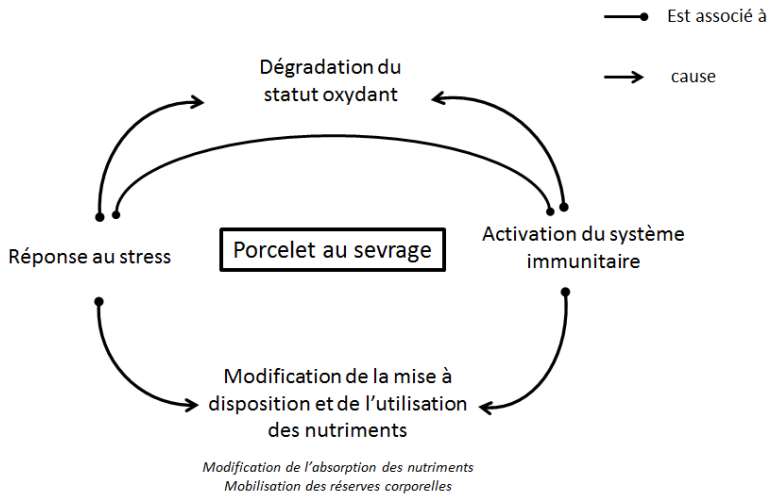 Est associé à
cause
Dégradation du
statut oxydant
Réponse au stress
Porcelet au sevrage
Activation du système
immunitaire
Modification de la mise à
disposition et de l'utilisation
des nutriments
Modification de l'absorption des nutriments
Mobilisation des réserves corporelles